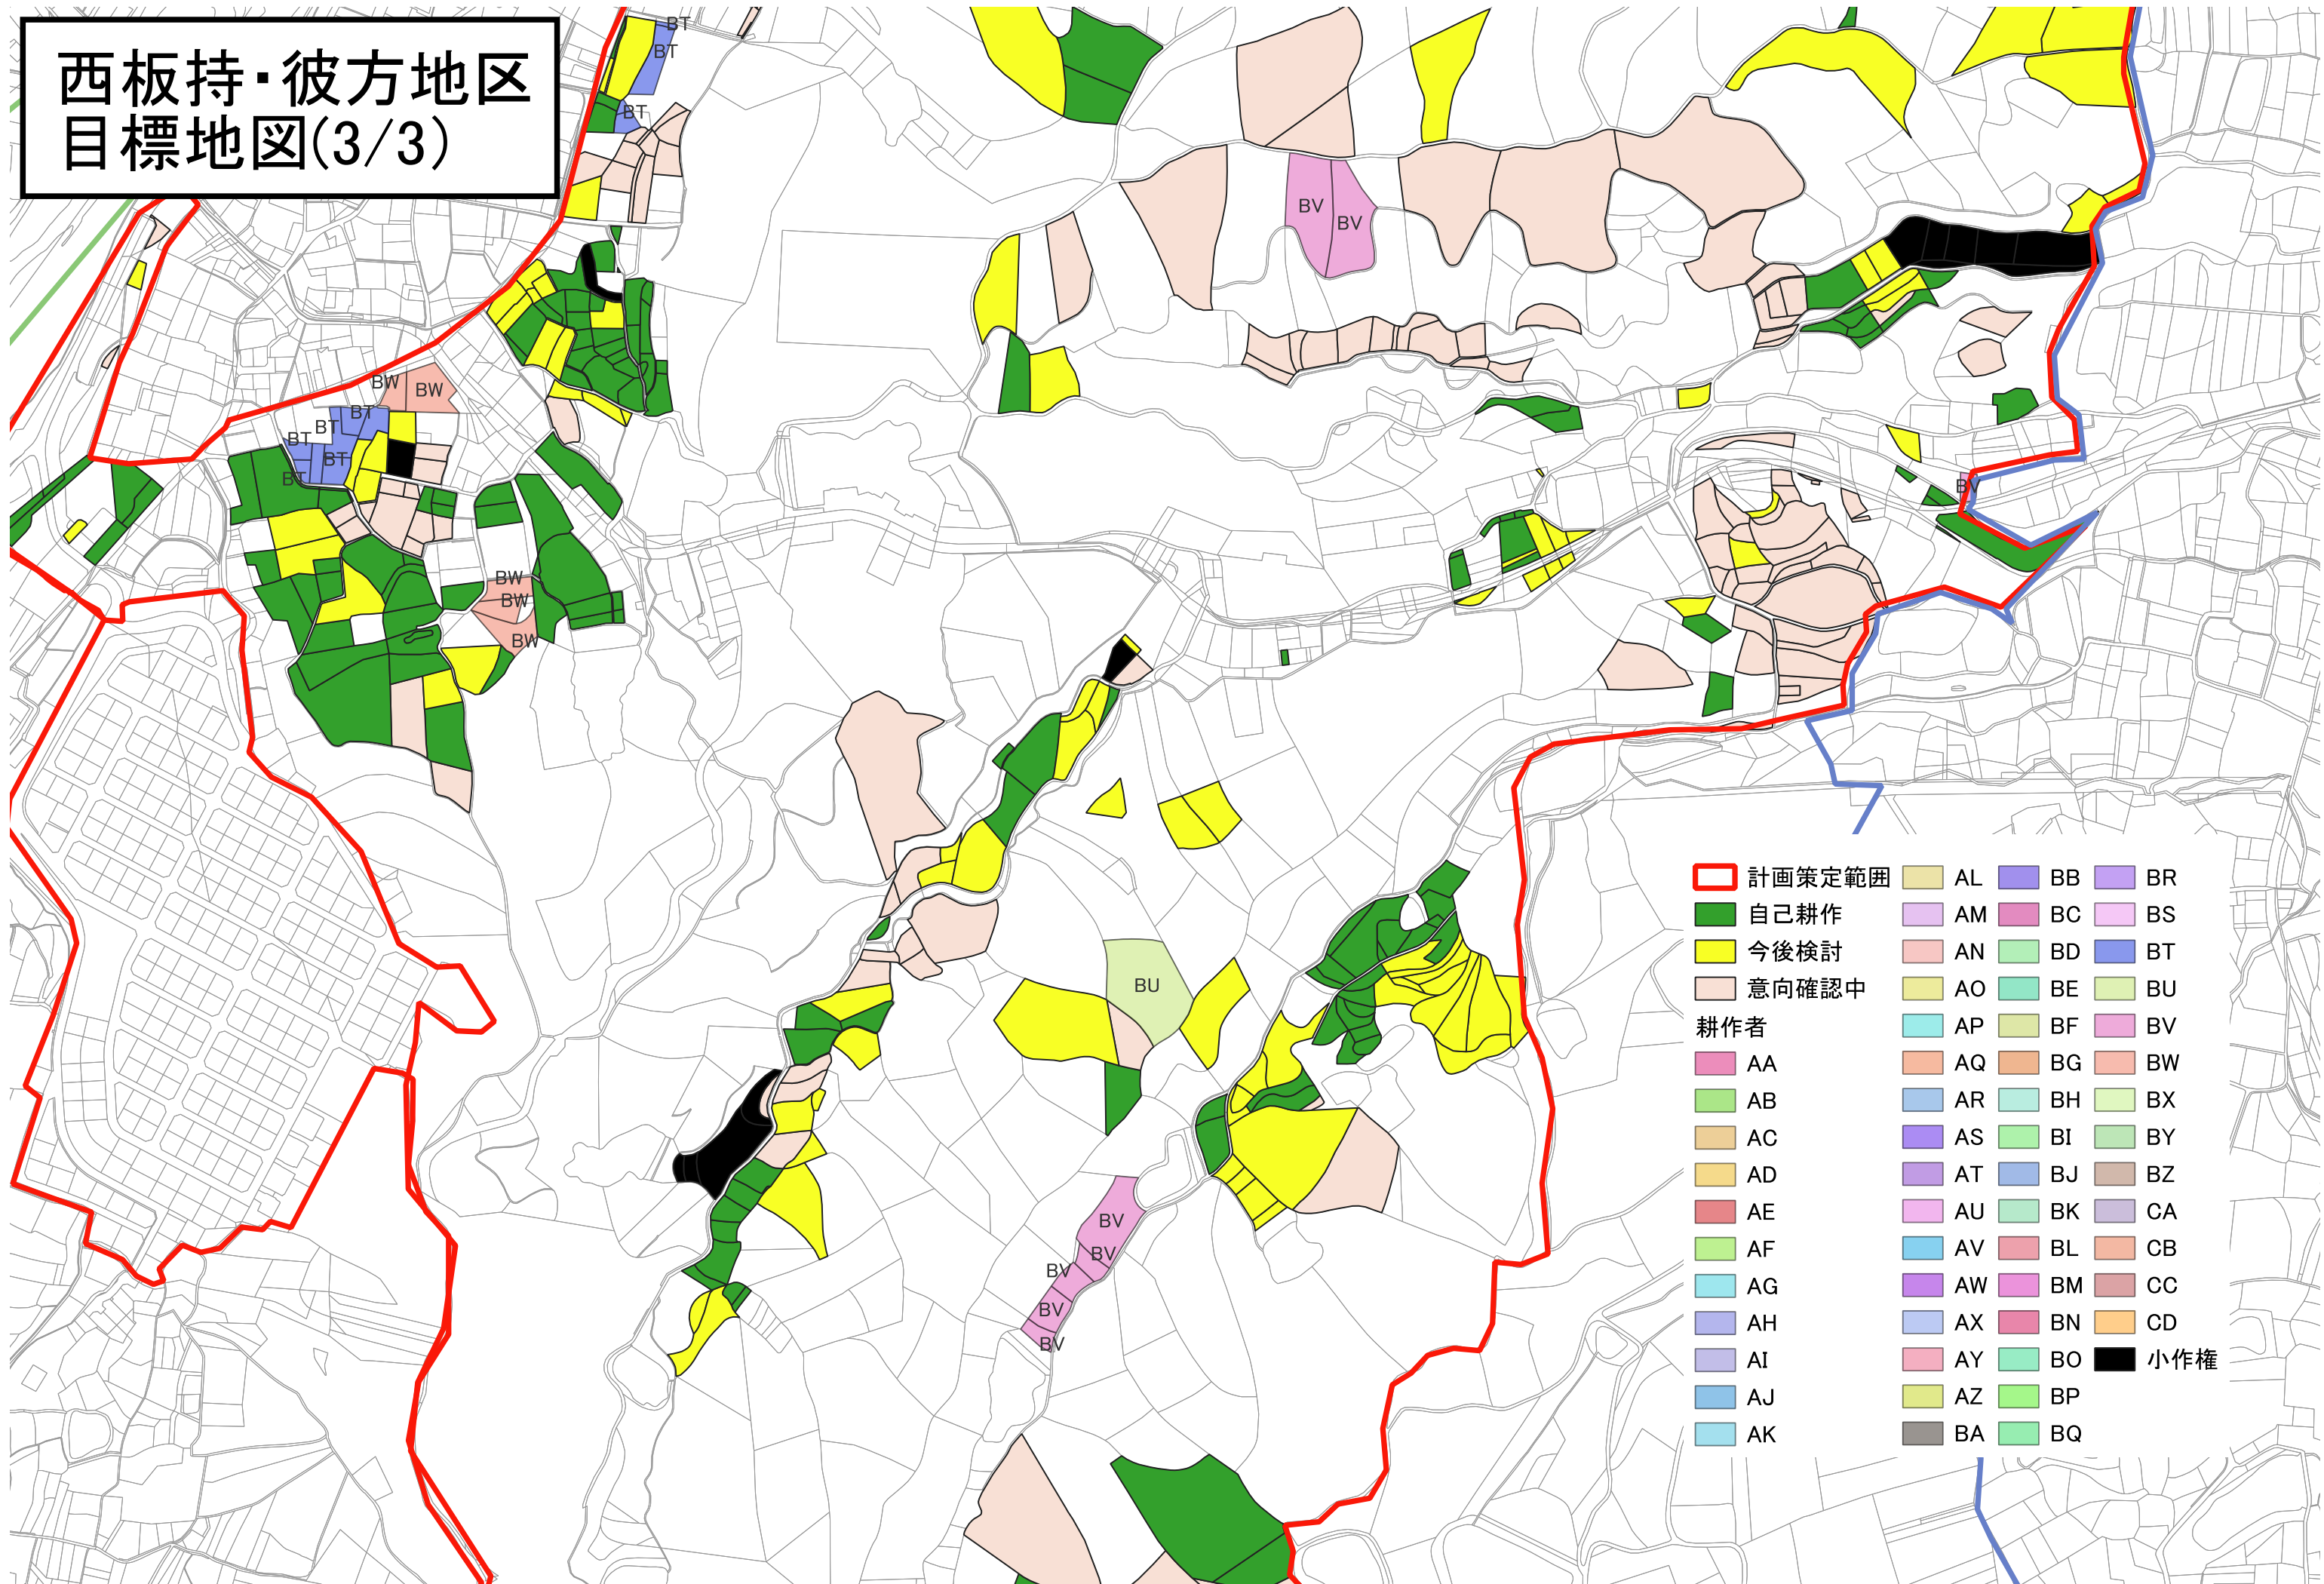 西板持・彼方地区
目標地図(3/3)
BT
BT
BT
BV
BV
BW
BW
BT
BT
BT
BT
BT
BV
BW
BW
BW
BU
BV
BV
BV
BV
BV
計画策定範囲
自己耕作
今後検討
意向確認中
耕作者
AA
AB
AC
AD
AE
AF
AG
AH
AI
AJ
AK
AL
AM
AN
AO
AP
AQ
AR
AS
AT
AU
AV
AW
AX
AY
AZ
BA
BB
BC
BD
BE
BF
BG
BH
BI
BJ
BK
BL
BM
BN
BO
BP
BQ
BR
BS
BT
BU
BV
BW
BX
BY
BZ
CA
CB
CC
CD
小作権